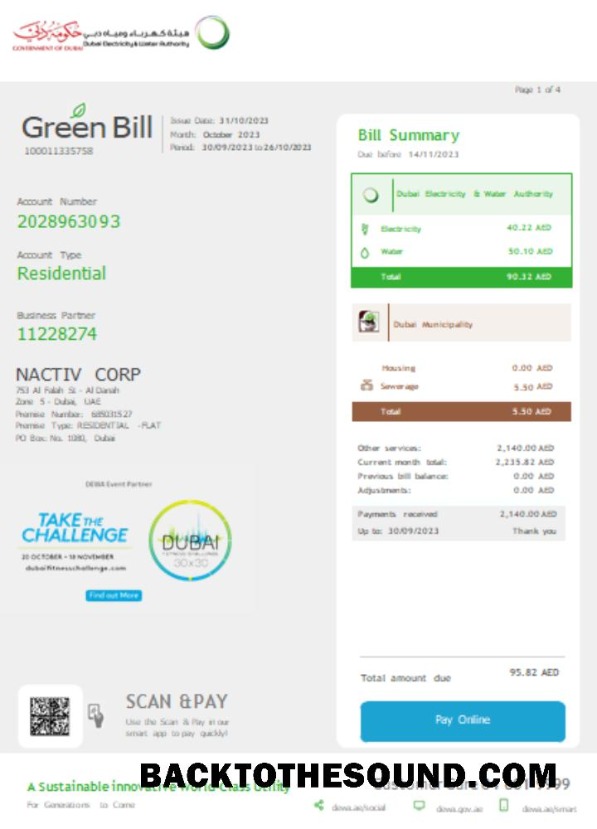 حكومة دبي
GOVERNMENT OF DUBAI
هيئة كهرباء ومياه دبي
Dubai Electricity & Water Authority
Page 1 of 4
Green Bill
100011335758
Issue Date: 31/10/2023
Month: October 2023
Period: 30/09/2023 to 26/10/2023
Account Number
2028963093
Account Type
Residential
Business Partner
11228274
NACTIV CORP
753 Al Falah St - Al Danah
Zone 5 - Dubai, UAE
Premise Number: 685031527
Premise Type: RESIDENTIAL -FLAT
PO Box: No. 1080, Dubai
DEWA Event Partner
TAKE THE
CHALLENGE
20 OCTOBER - 18 NOVEMBER
dubaifitnesschallenge.com
DUBAI
FITNESS CHALLENGE
30x30
Find out More
SCAN & PAY
Use the Scan & Pay in our
smart app to pay quickly!
Bill Summary
Due before 14/11/2023
Dubai Electricity & Water Authority
Electricity 40.22 AED
Water 50.10 AED
Total 90.32 AED
Dubai Municipality
Housing 0.00 AED
Sewerage 5.50 AED
Total 5.50 AED
Other services: 2,140.00 AED
Current month total: 2,235.82 AED
Previous bill balance: 0.00 AED
Adjustments: 0.00 AED
Payments received 2,140.00 AED
Up to: 30/09/2023 Thank you
Total amount due 95.82 AED
Pay Online
BACKTOTHESOUND.COM
A Sustainable innovative World-Class Utility
For Generations to Come
dewa.ae/social
dewa.gov.ae
dewa.ae/smart